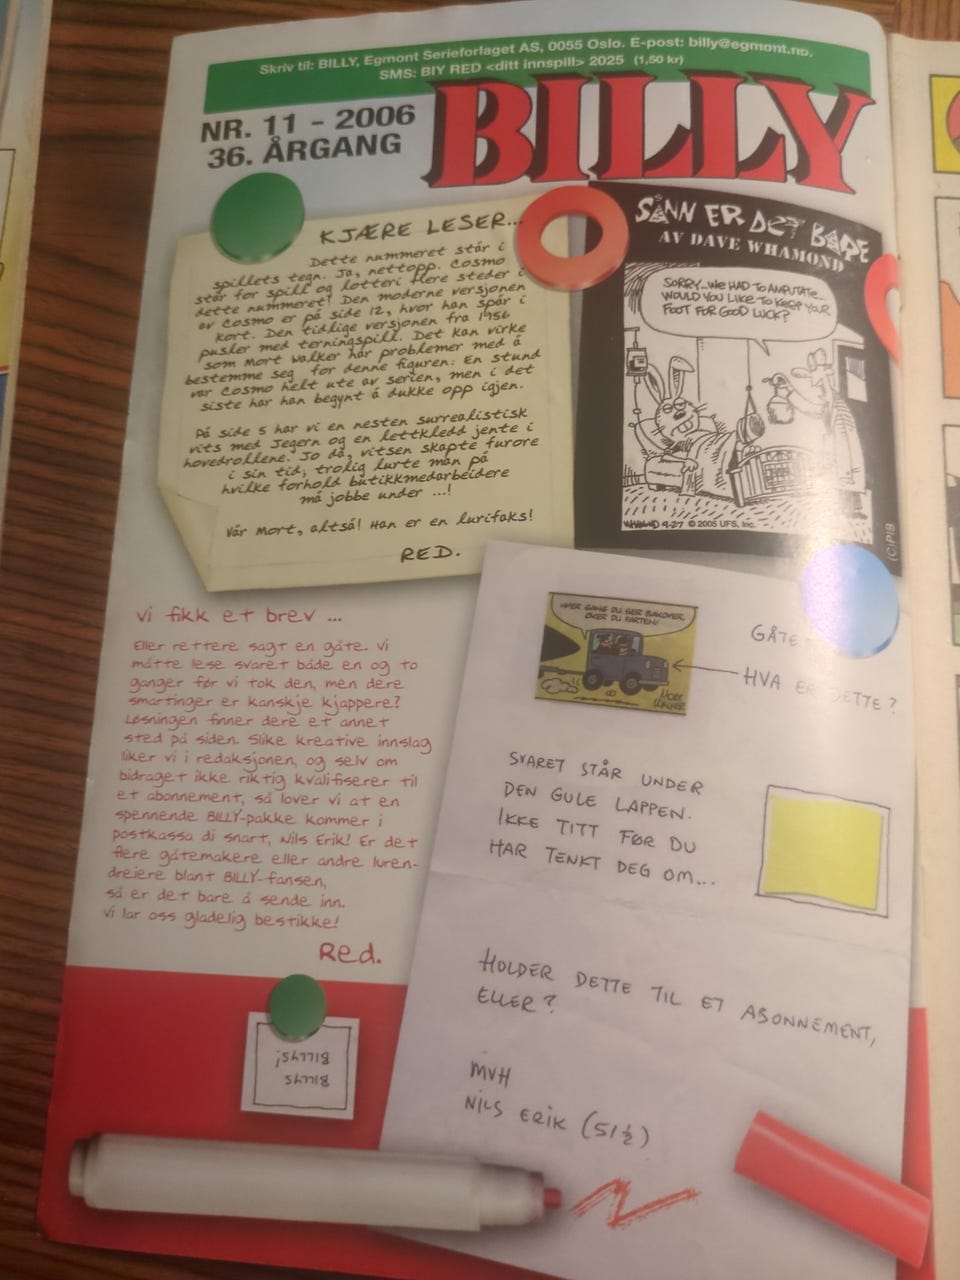 Skriv til: BILLY, Egmont Serieforlaget AS, 0055 Oslo. E-post: billy@egmont.no,
SMS: BIY RED <ditt innspill> 2025 (1,50 kr)
BILLY
NR. 11 - 2006
36. ÅRGANG
KJÆRE LESER...
Dette nummeret står i
spillets tegn. Ja, nettopp. Cosmo
står for spill og lotteri flere steder i
dette nummeret! Den moderne versjonen
av Cosmo er på side 12, hvor han spår i
kort. Den tidlige versjonen fra 1956
pusler med terningspill. Det kan virke
som Mort Walker har problemer med å
bestemme seg for denne figuren: En stund
var Cosmo helt ute av serien, men i det
siste har han begynt å dukke opp igjen.
På side 5 har vi en nesten surrealistisk
vits med Jegern og en lettkledd jente i
hovedrollene. Jo da, vitsen skapte furore
i sin tid, trolig lurte man på
hvilke forhold butikkmedarbeidere
må jobbe under ...!
Vår Mort, altså! Han er en lurifaks!
RED.
SÅNN ER DET BARE
AV DAVE WHAMOND
SORRY...WE HAD TO AMPUTATE...
WOULD YOU LIKE TO KEEP YOUR
FOOT FOR GOOD LUCK?
WHAMOND 9-27 © 2005 UFS, Inc.
(C)PIB
Vi fikk et brev ...
Eller rettere sagt en gåte. Vi
måtte lese svaret både en og to
ganger før vi tok den, men dere
smartinger er kanskje kjappere?
Løsningen finner dere et annet
sted på siden. Slike kreative innslag
liker vi i redaksjonen, og selv om
bidraget ikke riktig kvalifiserer til
et abonnement, så lover vi at en
spennende BILLY-pakke kommer i
postkassa di snart, Nils Erik! Er det
flere gåtemakere eller andre luren-
dreiere blant BILLY-fansen,
så er det bare å sende inn.
Vi lar oss gladelig bestikke!
Red.
HVER GANG DU SER BAKOVER,
ØKER DU FARTEN!
MORT
WALKER
GÅTE
HVA ER DETTE?
SVARET STÅR UNDER
DEN GULE LAPPEN.
IKKE TITT FØR DU
HAR TENKT DEG OM...
HOLDER DETTE TIL ET ABONNEMENT,
ELLER?
MVH
NILS ERIK (51½)
Billys
Billys!